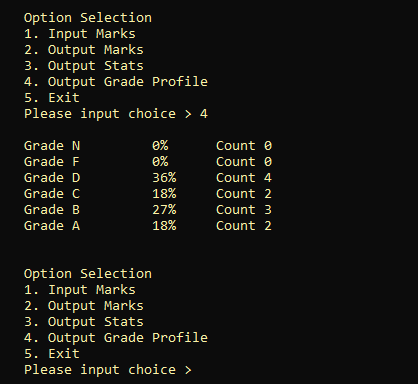 Option Selection
1. Input Marks
2. Output Marks
3. Output Stats
4. Output Grade Profile
5. Exit
Please input choice > 4
Grade N 0% Count 0
Grade F 0% Count 0
Grade D 36% Count 4
Grade C 18% Count 2
Grade B 27% Count 3
Grade A 18% Count 2
Option Selection
1. Input Marks
2. Output Marks
3. Output Stats
4. Output Grade Profile
5. Exit
Please input choice >